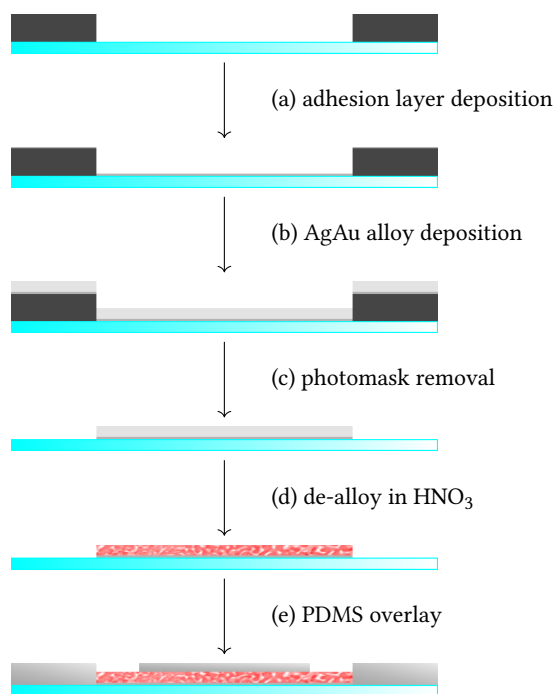 (a) adhesion layer deposition
(b) AgAu alloy deposition
(c) photomask removal
(d) de-alloy in HNO₃
(e) PDMS overlay